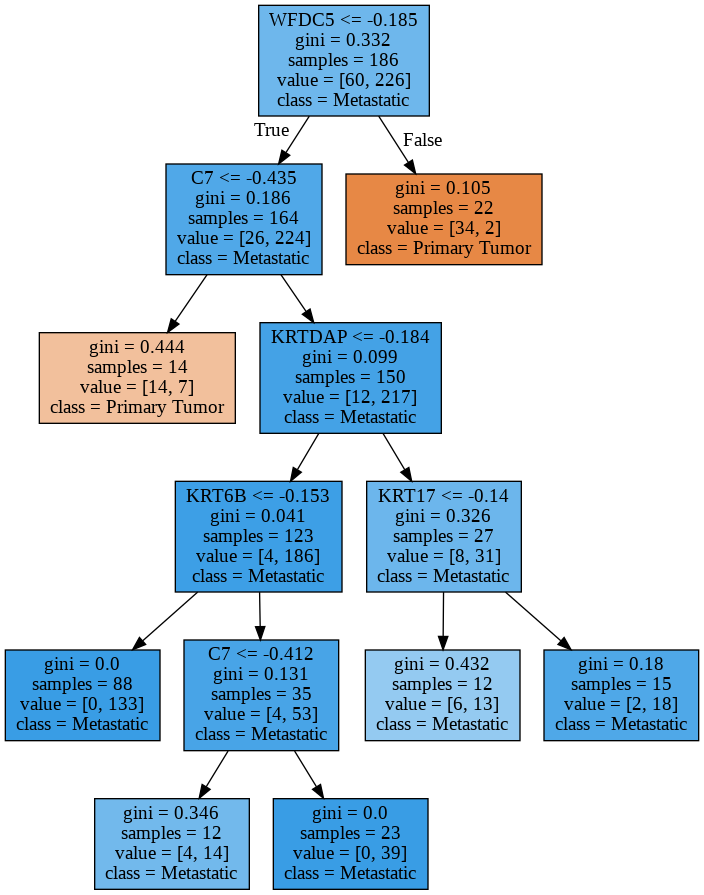 WFDC5 <= -0.185
gini = 0.332
samples = 186
value = [60, 226]
class = Metastatic
True
False
C7 <= -0.435
gini = 0.186
samples = 164
value = [26, 224]
class = Metastatic
gini = 0.105
samples = 22
value = [34, 2]
class = Primary Tumor
gini = 0.444
samples = 14
value = [14, 7]
class = Primary Tumor
KRTDAP <= -0.184
gini = 0.099
samples = 150
value = [12, 217]
class = Metastatic
KRT6B <= -0.153
gini = 0.041
samples = 123
value = [4, 186]
class = Metastatic
KRT17 <= -0.14
gini = 0.326
samples = 27
value = [8, 31]
class = Metastatic
gini = 0.0
samples = 88
value = [0, 133]
class = Metastatic
C7 <= -0.412
gini = 0.131
samples = 35
value = [4, 53]
class = Metastatic
gini = 0.432
samples = 12
value = [6, 13]
class = Metastatic
gini = 0.18
samples = 15
value = [2, 18]
class = Metastatic
gini = 0.346
samples = 12
value = [4, 14]
class = Metastatic
gini = 0.0
samples = 23
value = [0, 39]
class = Metastatic